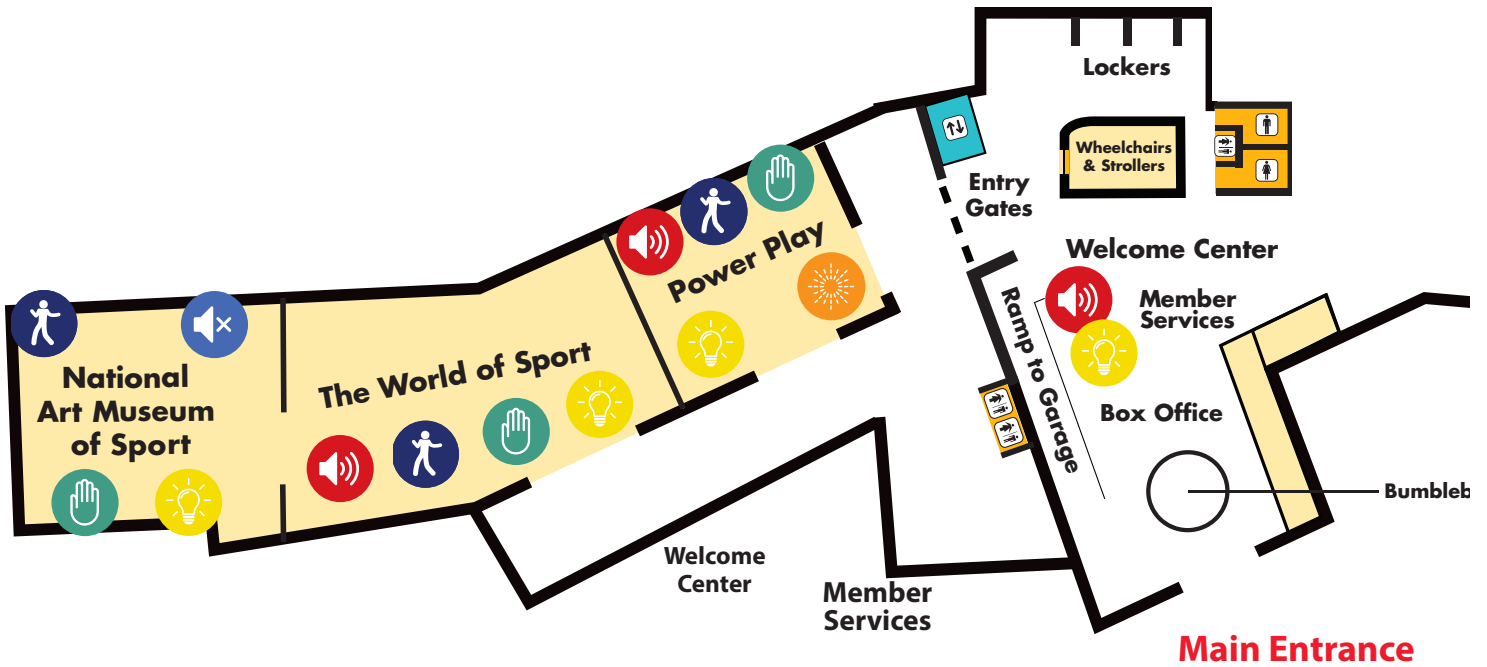 Lockers
Wheelchairs
& Strollers
Entry
Gates
Welcome Center
Member
Services
Power Play
Ramp to Garage
The World of Sport
National
Art Museum
of Sport
Box Office
Bumbleb
Welcome
Center
Member
Services
Main Entrance